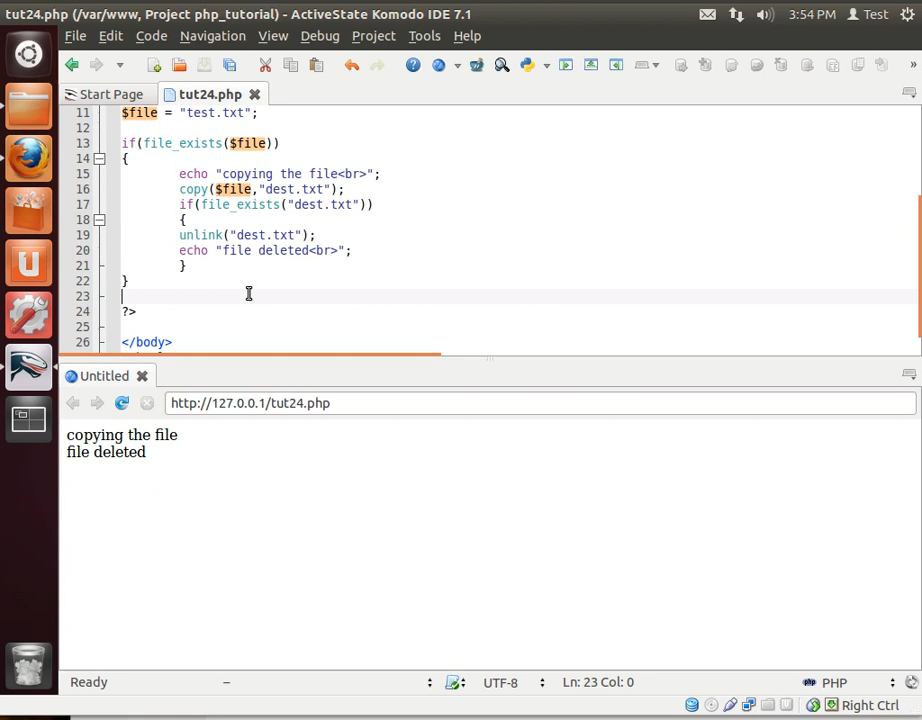 tut24.php (/var/www, Project php_tutorial) - ActiveState Komodo IDE 7.1
3:54 PM Test
File Edit Code Navigation View Debug Project Tools Help
Start Page tut24.php
11 $file = "test.txt";
12
13 if(file_exists($file))
14 {
15 echo "copying the file<br>";
16 copy($file,"dest.txt");
17 if(file_exists("dest.txt"))
18 {
19 unlink("dest.txt");
20 echo "file deleted<br>";
21 }
22 }
23
24 ?>
25
26 </body>
Untitled
http://127.0.0.1/tut24.php
copying the file
file deleted
Ready – UTF-8 Ln: 23 Col: 0 php PHP
Right Ctrl